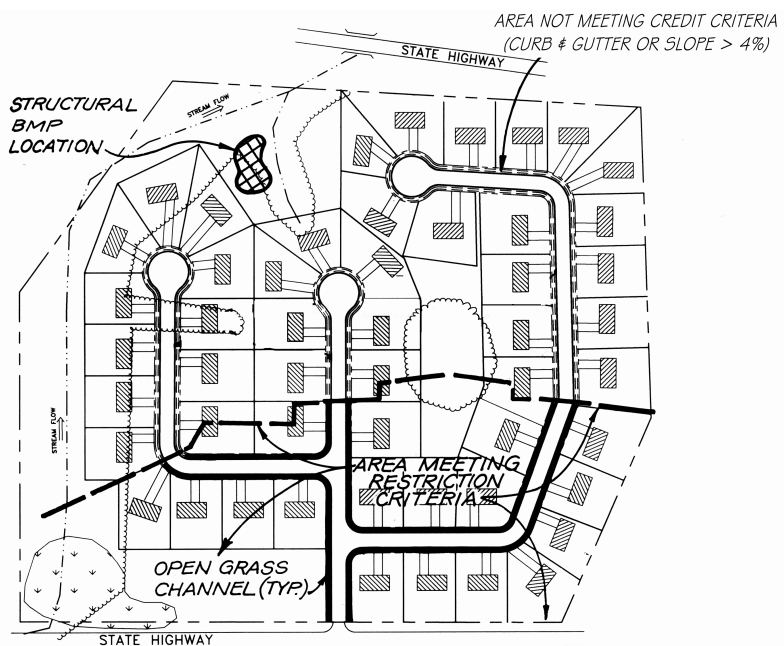 AREA NOT MEETING CREDIT CRITERIA
(CURB & GUTTER OR SLOPE > 4%)
STATE HIGHWAY
STREAM FLOW
STRUCTURAL
BMP
LOCATION
STREAM FLOW
AREA MEETING
RESTRICTION
CRITERIA
OPEN GRASS
CHANNEL (TYP.)
STATE HIGHWAY